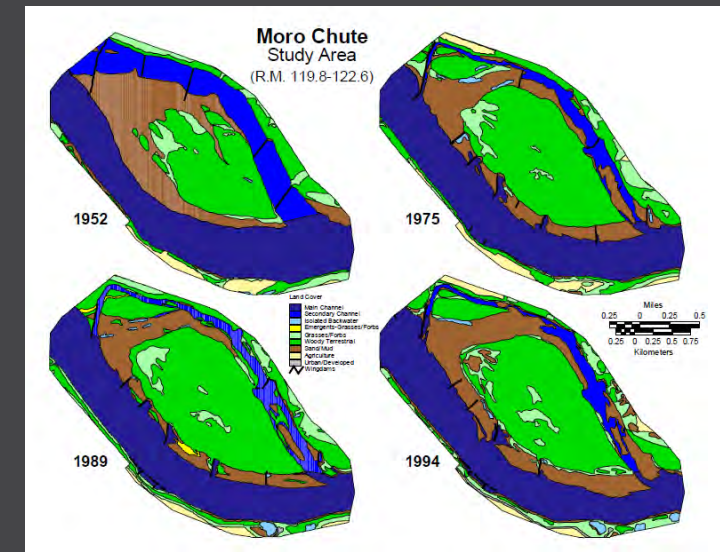 Moro Chute
Study Area
(R.M. 119.8-122.6)
1952
1975
Land Cover
Main Channel
Secondary Channel
Isolated Backwater
Emergents-Grasses/Forbs
Grasses/Forbs
Woody Terrestrial
Sand/Mud
Agriculture
Urban/Developed
Wingdams
Miles
0.25 0 0.25 0.5
0.25 0 0.25 0.5 0.75
Kilometers
1989
1994